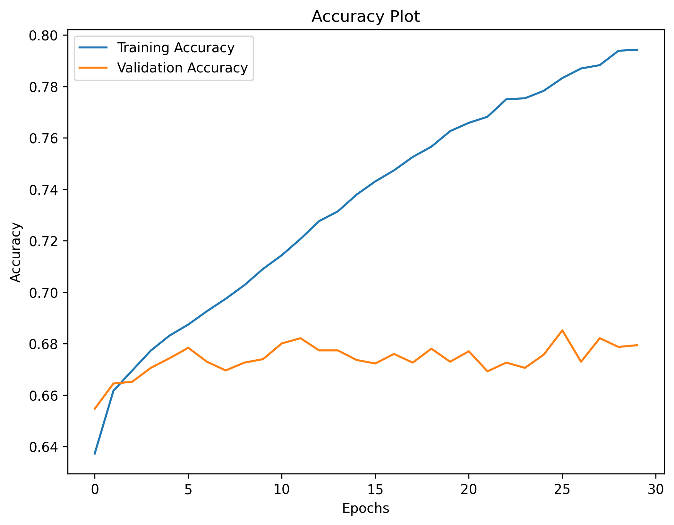 Accuracy Plot
Training Accuracy
Validation Accuracy
0.80
0.78
0.76
0.74
0.72
0.70
0.68
0.66
0.64
Accuracy
0 5 10 15 20 25 30
Epochs